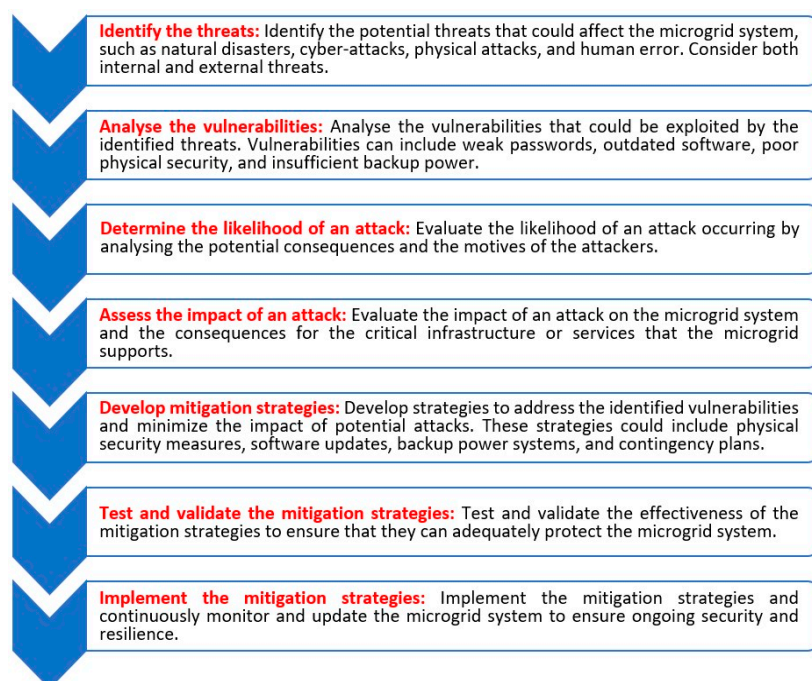 Identify the threats: Identify the potential threats that could affect the microgrid system,
such as natural disasters, cyber-attacks, physical attacks, and human error. Consider both
internal and external threats.
Analyse the vulnerabilities: Analyse the vulnerabilities that could be exploited by the
identified threats. Vulnerabilities can include weak passwords, outdated software, poor
physical security, and insufficient backup power.
Determine the likelihood of an attack: Evaluate the likelihood of an attack occurring by
analysing the potential consequences and the motives of the attackers.
Assess the impact of an attack: Evaluate the impact of an attack on the microgrid system
and the consequences for the critical infrastructure or services that the microgrid
supports.
Develop mitigation strategies: Develop strategies to address the identified vulnerabilities
and minimize the impact of potential attacks. These strategies could include physical
security measures, software updates, backup power systems, and contingency plans.
Test and validate the mitigation strategies: Test and validate the effectiveness of the
mitigation strategies to ensure that they can adequately protect the microgrid system.
Implement the mitigation strategies: Implement the mitigation strategies and
continuously monitor and update the microgrid system to ensure ongoing security and
resilience.